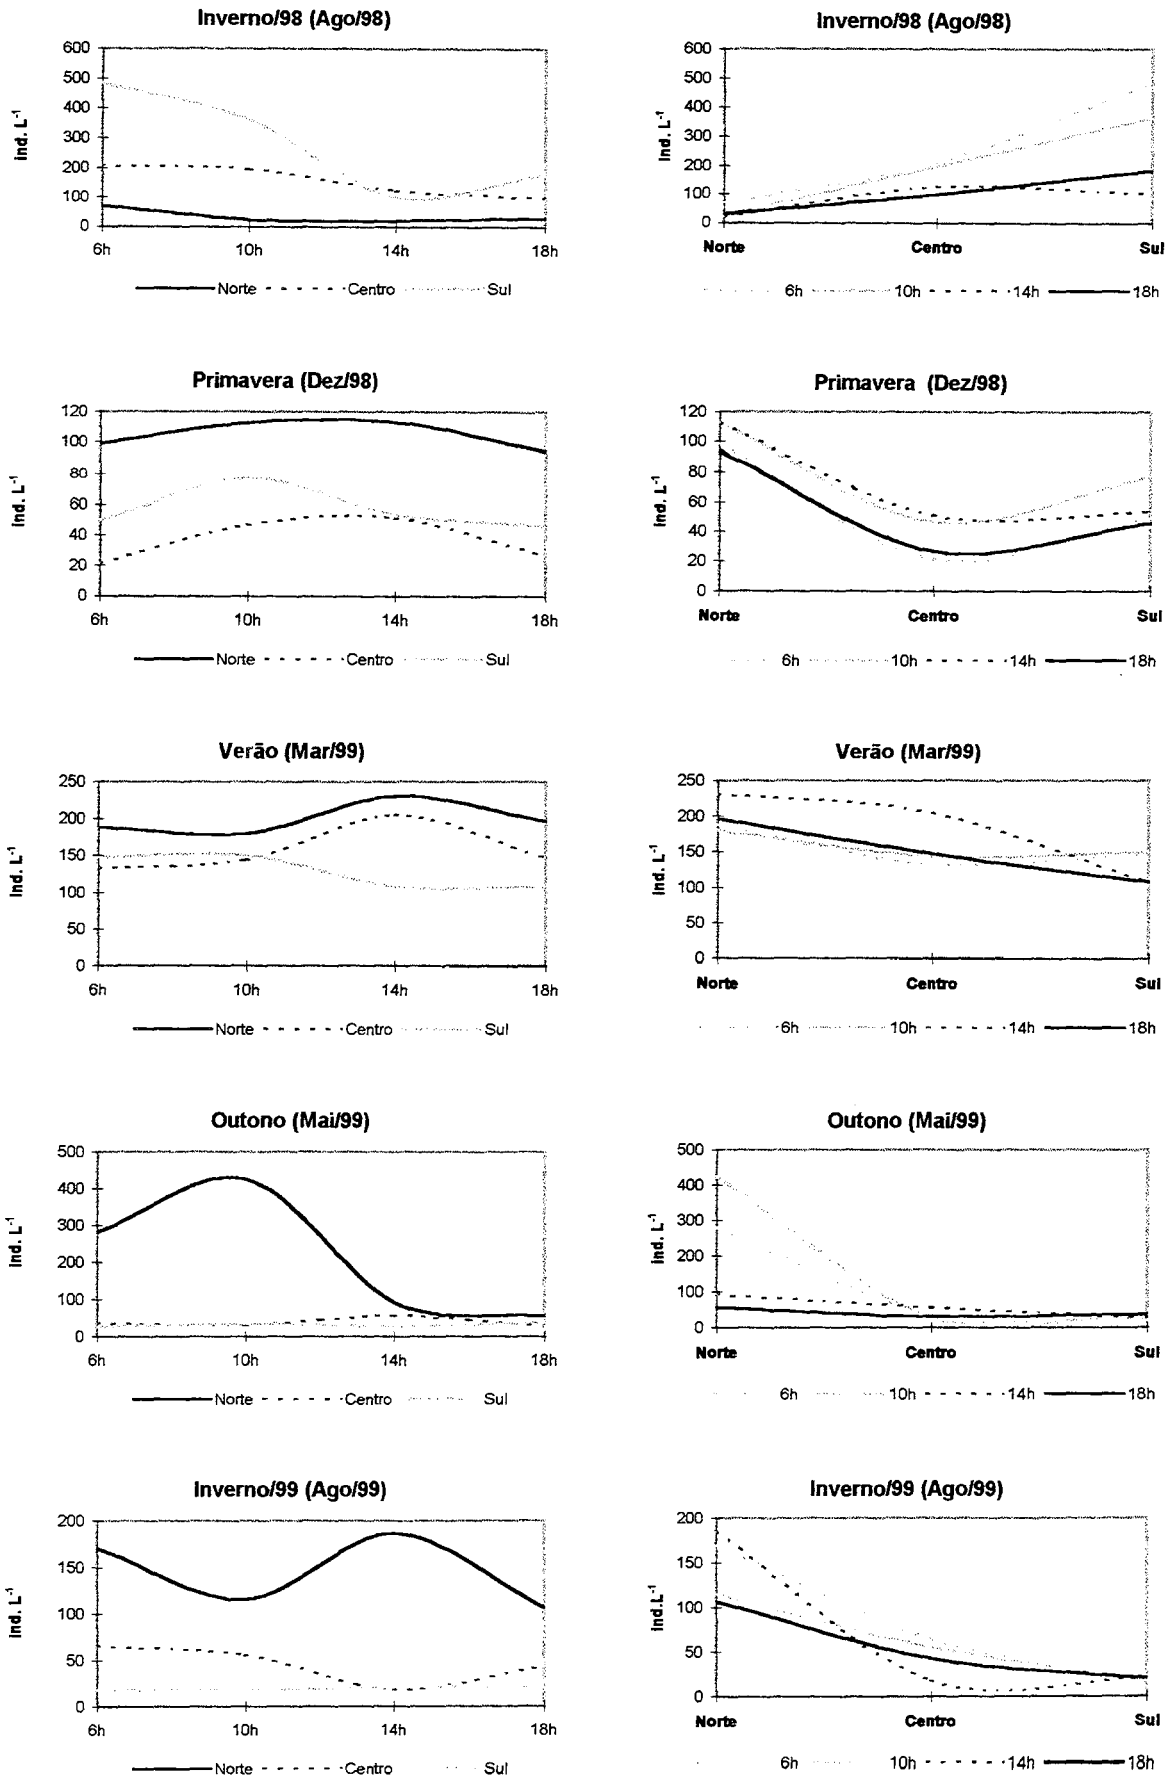 Inverno/98 (Ago/98)
600
500
400
300
200
100
0
ind. L-1
6h 10h 14h 18h
Norte Centro Sul
Inverno/98 (Ago/98)
600
500
400
300
200
100
0
ind. L-1
Norte Centro Sul
6h 10h 14h 18h
Primavera (Dez/98)
120
100
80
60
40
20
0
ind. L-1
6h 10h 14h 18h
Norte Centro Sul
Primavera (Dez/98)
120
100
80
60
40
20
0
ind. L-1
Norte Centro Sul
6h 10h 14h 18h
Verão (Mar/99)
250
200
150
100
50
0
ind. L-1
6h 10h 14h 18h
Norte Centro Sul
Verão (Mar/99)
250
200
150
100
50
0
ind. L-1
Norte Centro Sul
6h 10h 14h 18h
Outono (Mai/99)
500
400
300
200
100
0
ind. L-1
6h 10h 14h 18h
Norte Centro Sul
Outono (Mai/99)
500
400
300
200
100
0
ind. L-1
Norte Centro Sul
6h 10h 14h 18h
Inverno/99 (Ago/99)
200
150
100
50
0
ind. L-1
6h 10h 14h 18h
Norte Centro Sul
Inverno/99 (Ago/99)
200
150
100
50
0
ind.L-1
Norte Centro Sul
6h 10h 14h 18h